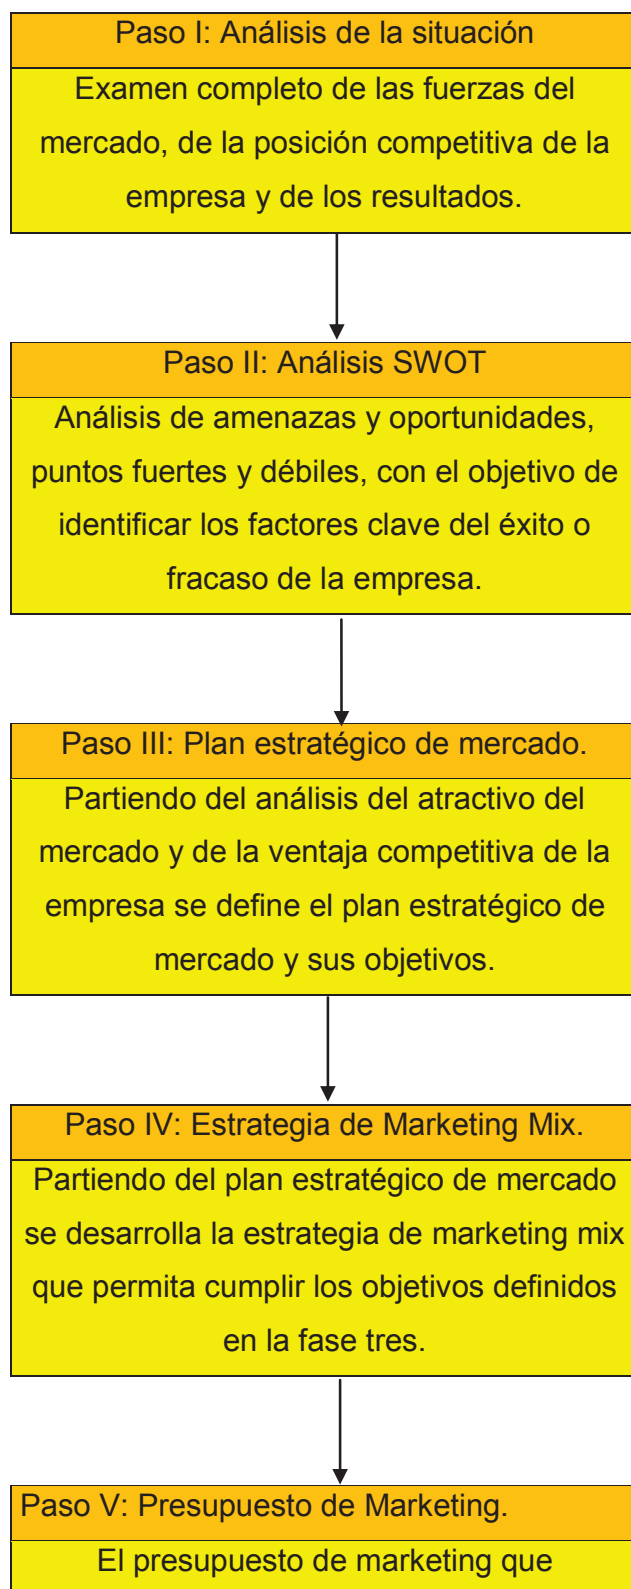 Paso I: Análisis de la situación
Examen completo de las fuerzas del
mercado, de la posición competitiva de la
empresa y de los resultados.
Paso II: Análisis SWOT
Análisis de amenazas y oportunidades,
puntos fuertes y débiles, con el objetivo de
identificar los factores clave del éxito o
fracaso de la empresa.
Paso III: Plan estratégico de mercado.
Partiendo del análisis del atractivo del
mercado y de la ventaja competitiva de la
empresa se define el plan estratégico de
mercado y sus objetivos.
Paso IV: Estrategia de Marketing Mix.
Partiendo del plan estratégico de mercado
se desarrolla la estrategia de marketing mix
que permita cumplir los objetivos definidos
en la fase tres.
Paso V: Presupuesto de Marketing.
El presupuesto de marketing que